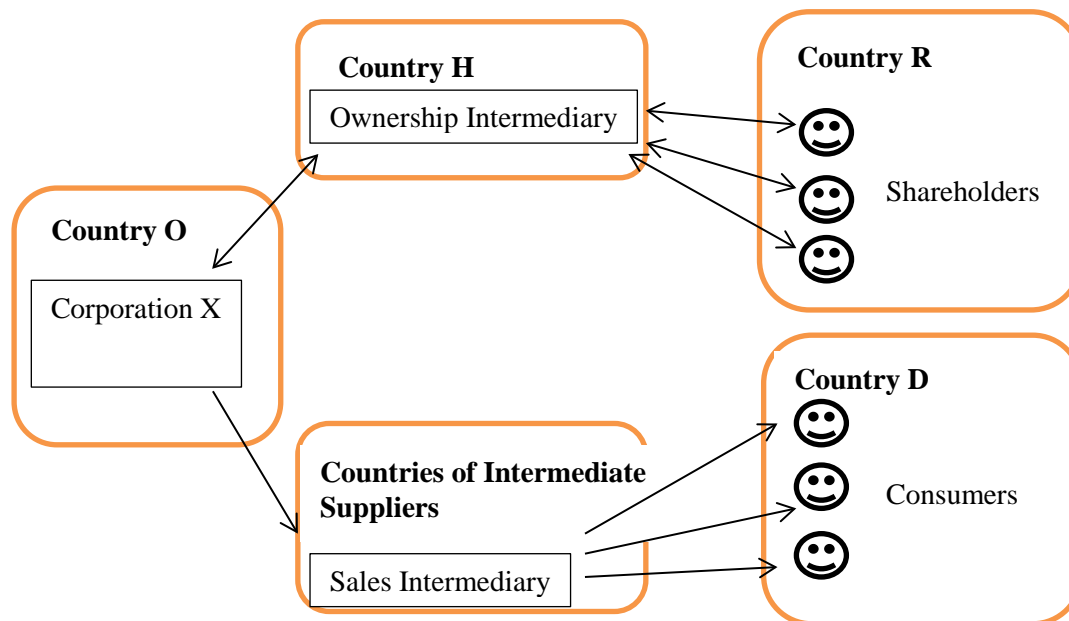 Country H
Ownership Intermediary
Country R
Shareholders
Country O
Corporation X
Countries of Intermediate
Suppliers
Sales Intermediary
Country D
Consumers